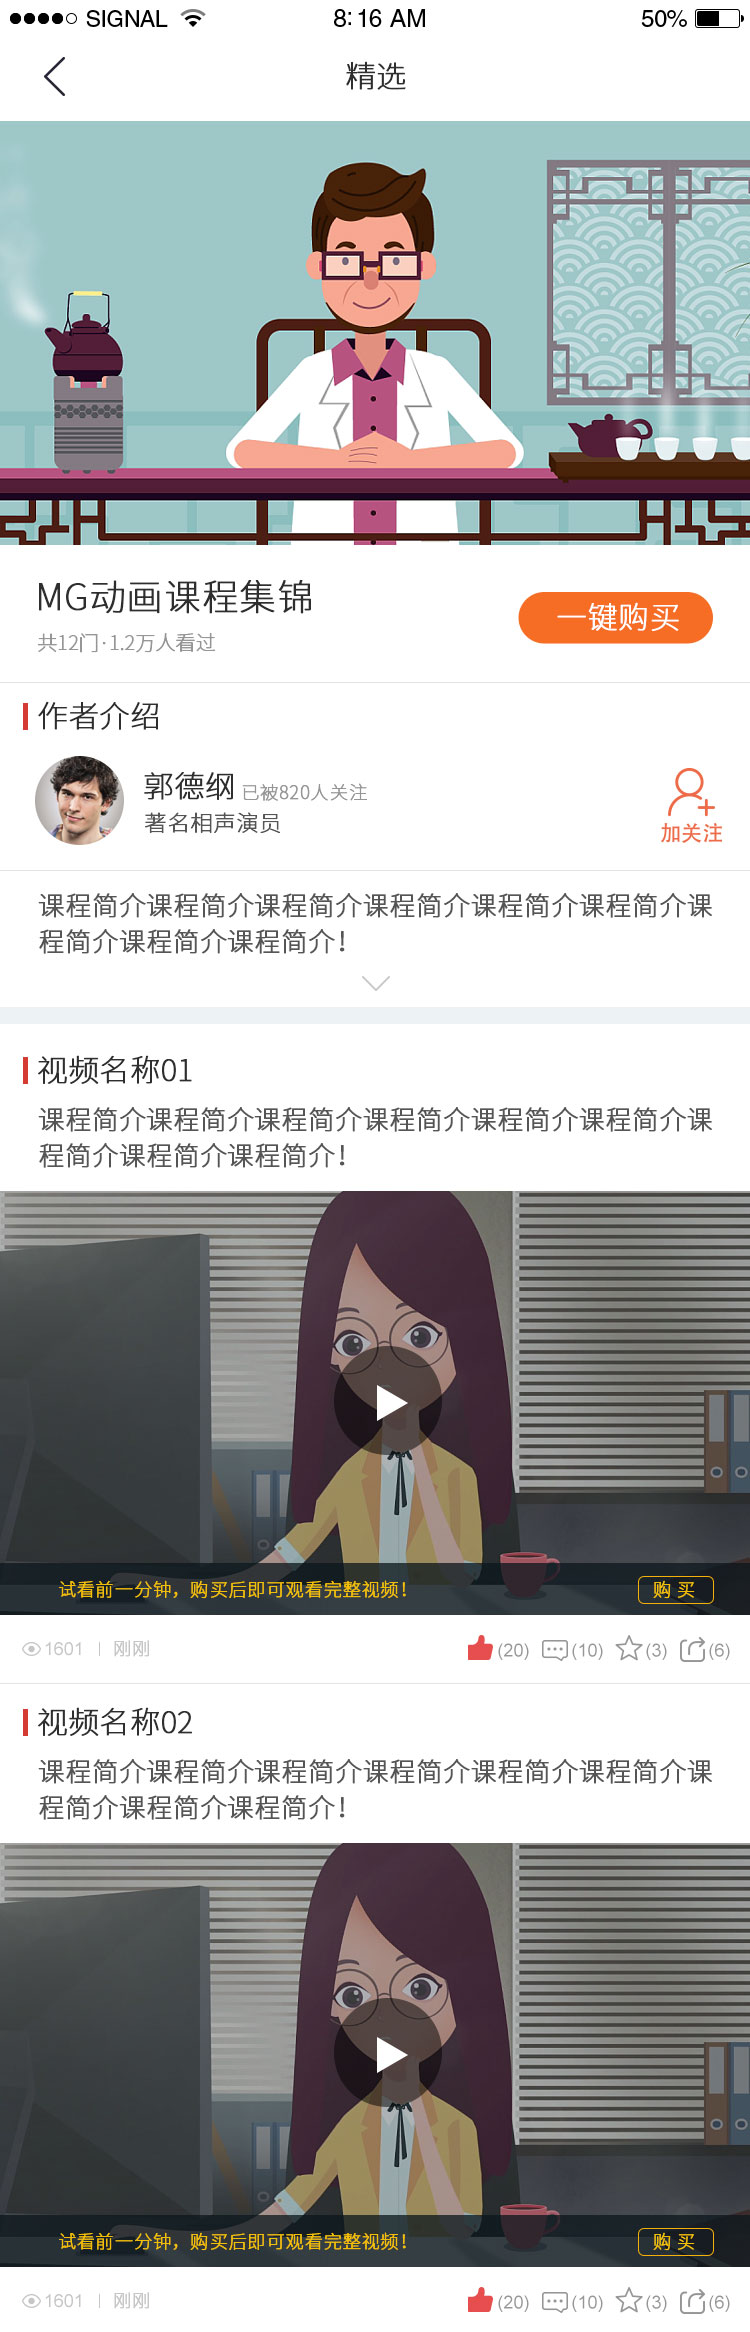 SIGNAL 8:16 AM 50%
精选
MG动画课程集锦
一键购买
共12门·1.2万人看过
作者介绍
郭德纲 已被820人关注
著名相声演员
加关注
课程简介课程简介课程简介课程简介课程简介课程简介课
程简介课程简介课程简介！
视频名称01
课程简介课程简介课程简介课程简介课程简介课程简介课
程简介课程简介课程简介！
试看前一分钟，购买后即可观看完整视频！ 购 买
1601 | 刚刚 (20) (10) (3) (6)
视频名称02
课程简介课程简介课程简介课程简介课程简介课程简介课
程简介课程简介课程简介！
试看前一分钟，购买后即可观看完整视频！ 购 买
1601 | 刚刚 (20) (10) (3) (6)